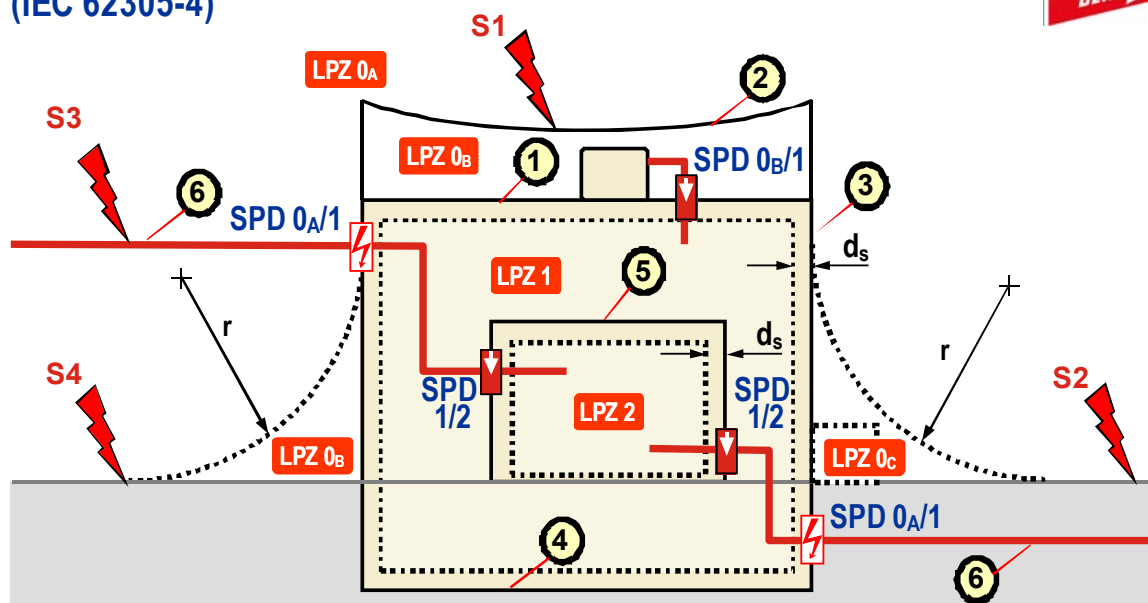 (IEC 62305-4)
S1
LPZ 0A
2
S3
LPZ 0B
1
SPD 0B/1
3
6
SPD 0A/1
ds
LPZ 1
5
r
ds
r
S4
SPD
1/2
LPZ 2
SPD
1/2
S2
LPZ 0B
LPZ 0C
SPD 0A/1
4
6